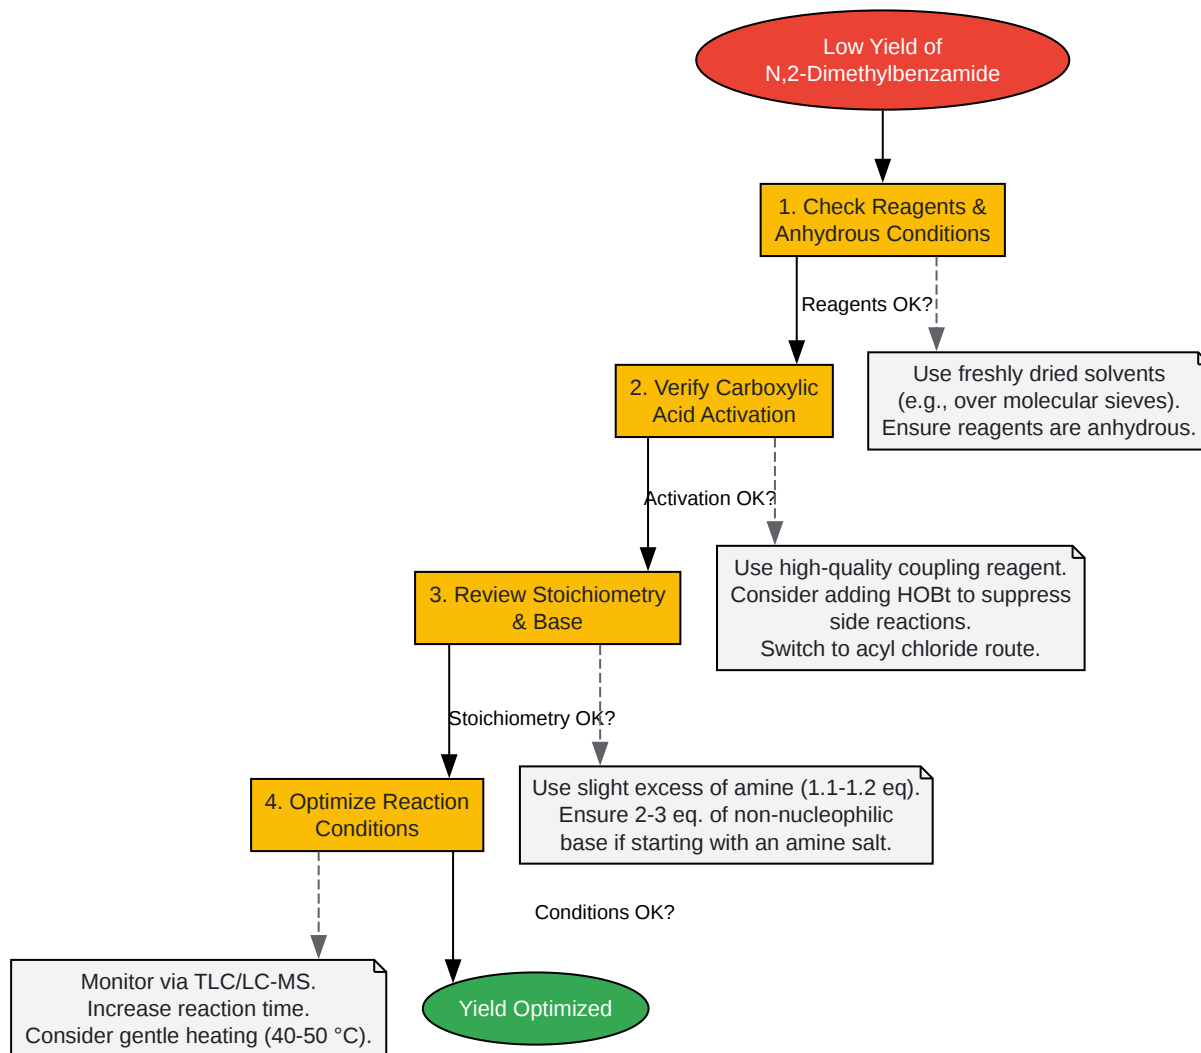 Low Yield of
N,2-Dimethylbenzamide
1. Check Reagents &
Anhydrous Conditions
Reagents OK?
Use freshly dried solvents
(e.g., over molecular sieves).
Ensure reagents are anhydrous.
2. Verify Carboxylic
Acid Activation
Activation OK?
Use high-quality coupling reagent.
Consider adding HOBt to suppress
side reactions.
Switch to acyl chloride route.
3. Review Stoichiometry
& Base
Stoichiometry OK?
Use slight excess of amine (1.1-1.2 eq).
Ensure 2-3 eq. of non-nucleophilic
base if starting with an amine salt.
4. Optimize Reaction
Conditions
Conditions OK?
Monitor via TLC/LC-MS.
Increase reaction time.
Consider gentle heating (40-50 °C).
Yield Optimized